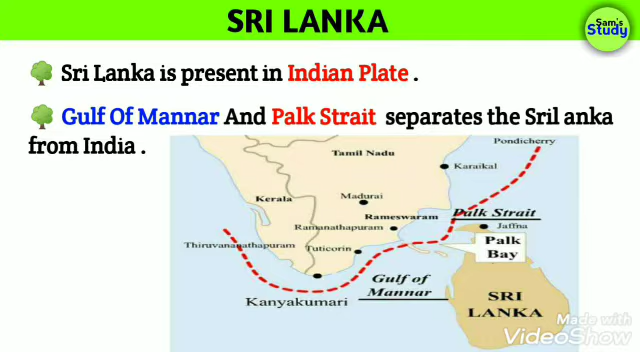 SRI LANKA
Sam's
Study
Sri Lanka is present in Indian Plate .
Gulf Of Mannar And Palk Strait separates the Sril anka
from India .
Pondicherry
Tamil Nadu
Karaikal
Kerala
Madurai
Rameswaram
Palk Strait
Ramanathapuram
Jaffna
Thiruvananathapuram
Tuticorin
Palk
Bay
Gulf of
Mannar
Kanyakumari
SRI
LANKA
Made with
VideoShow